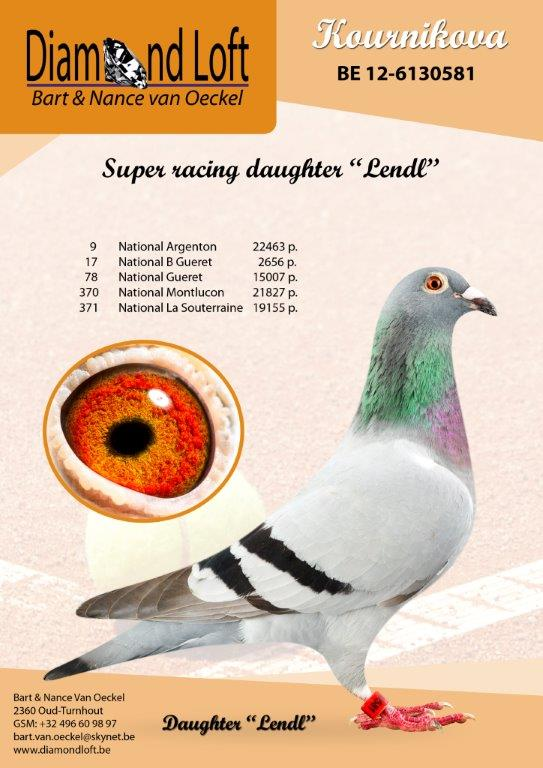 Diamond Loft
Bart & Nance van Oeckel
Kournikova
BE 12-6130581
Super racing daughter “Lendl”
9 National Argenton 22463 p.
17 National B Gueret 2656 p.
78 National Gueret 15007 p.
370 National Montlucon 21827 p.
371 National La Souterraine 19155 p.
Bart & Nance Van Oeckel
2360 Oud-Turnhout
GSM: +32 496 60 98 97
bart.van.oeckel@skynet.be
www.diamondloft.be
Daughter “Lendl”